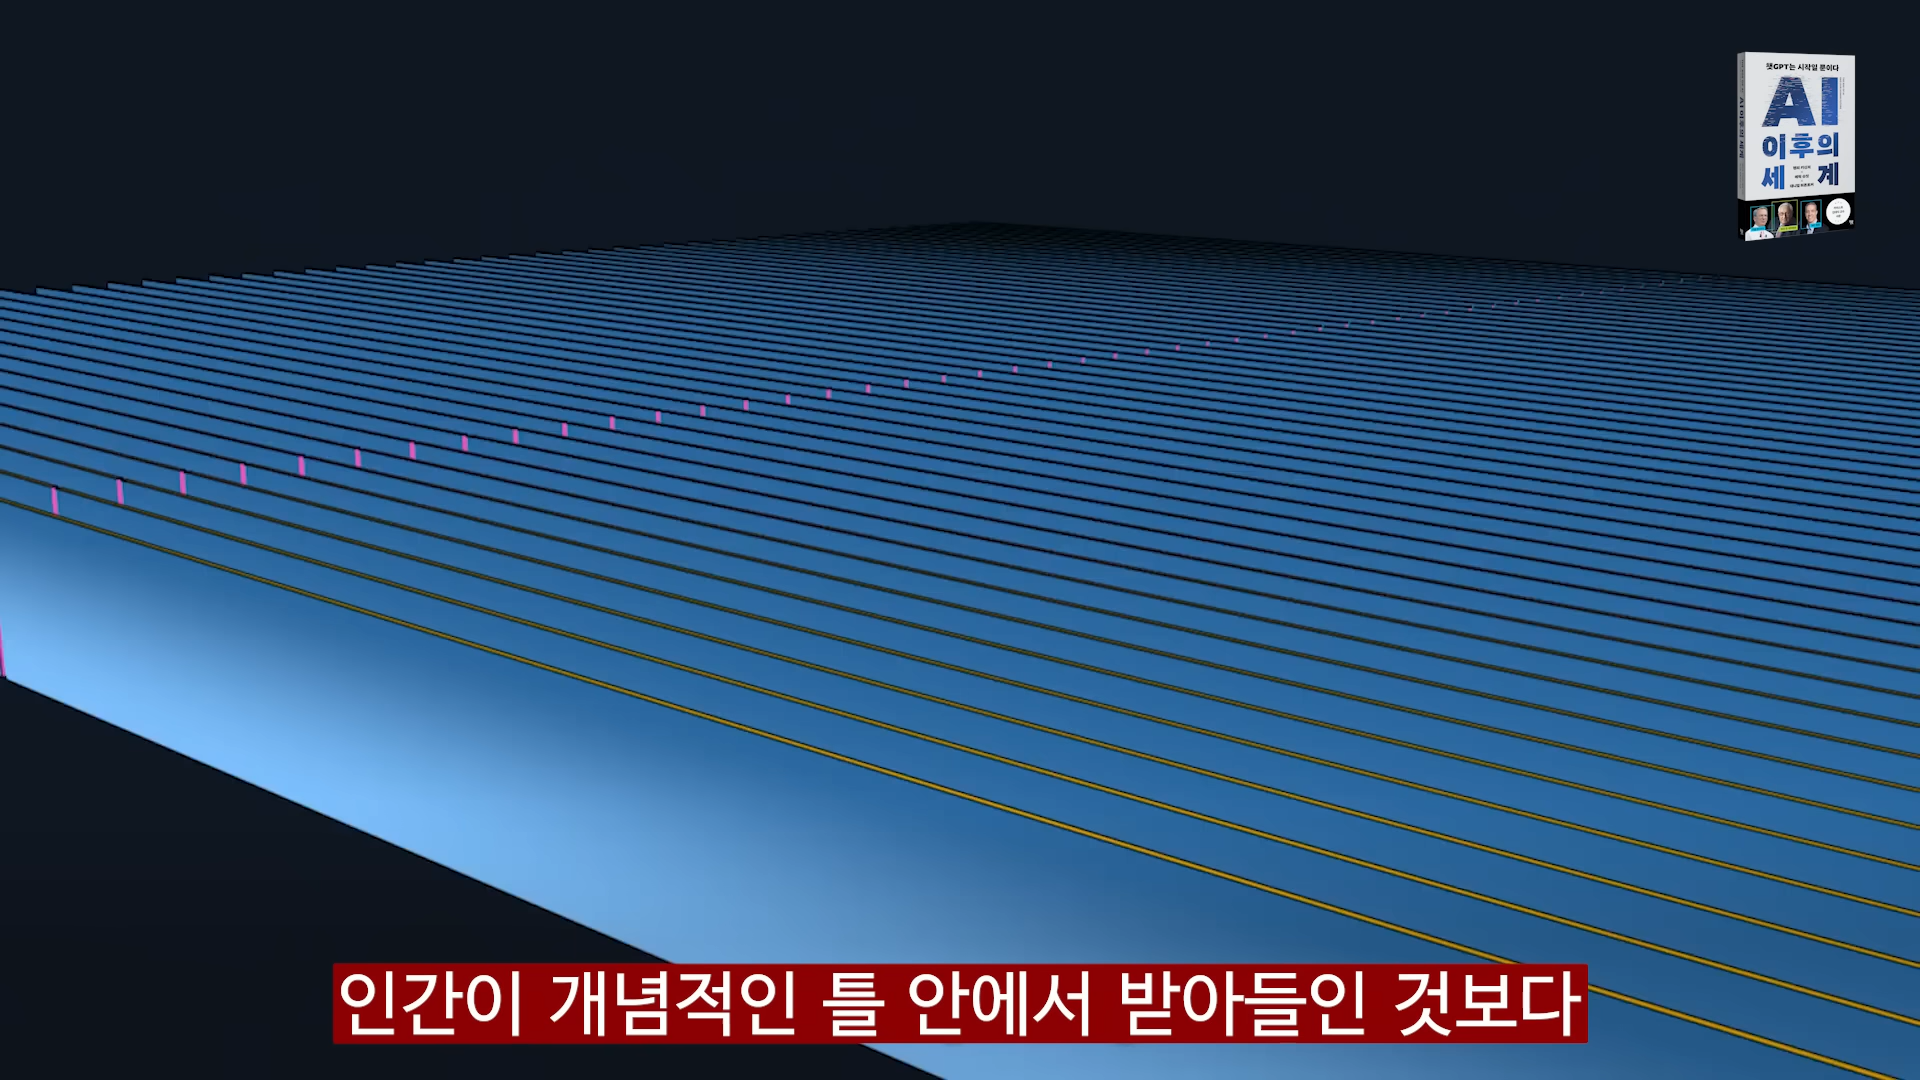 챗GPT는 시작일 뿐이다
AI
이후의
세계
인간이 개념적인 틀 안에서 받아들인 것보다